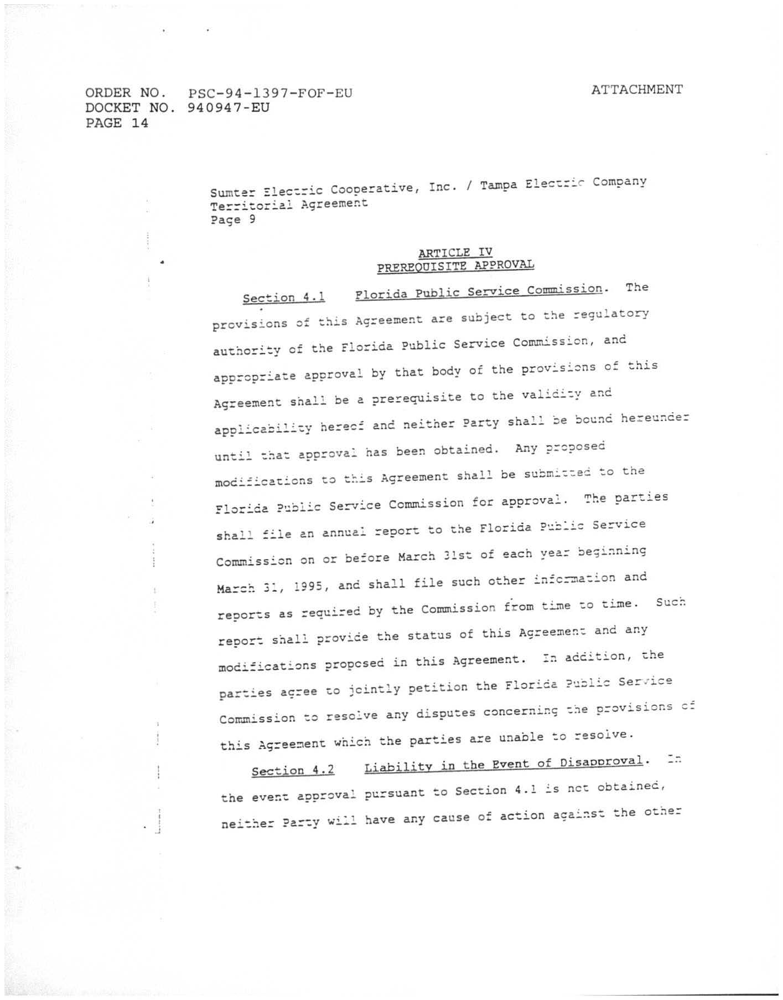 ORDER NO. PSC-94-1397-FOF-EU
DOCKET NO. 940947-EU
PAGE 14
ATTACHMENT
Sumter Electric Cooperative, Inc. / Tampa Electric Company
Territorial Agreement
Page 9
ARTICLE IV
PREREQUISITE APPROVAL
Section 4.1 Florida Public Service Commission. The
provisions of this Agreement are subject to the regulatory
authority of the Florida Public Service Commission, and
appropriate approval by that body of the provisions of this
Agreement shall be a prerequisite to the validity and
applicability hereof and neither Party shall be bound hereunder
until that approval has been obtained. Any proposed
modifications to this Agreement shall be submitted to the
Florida Public Service Commission for approval. The parties
shall file an annual report to the Florida Public Service
Commission on or before March 31st of each year beginning
March 31, 1995, and shall file such other information and
reports as required by the Commission from time to time. Such
report shall provide the status of this Agreement and any
modifications proposed in this Agreement. In addition, the
parties agree to jointly petition the Florida Public Service
Commission to resolve any disputes concerning the provisions of
this Agreement which the parties are unable to resolve.
Section 4.2 Liability in the Event of Disapproval. In
the event approval pursuant to Section 4.1 is not obtained,
neither Party will have any cause of action against the other